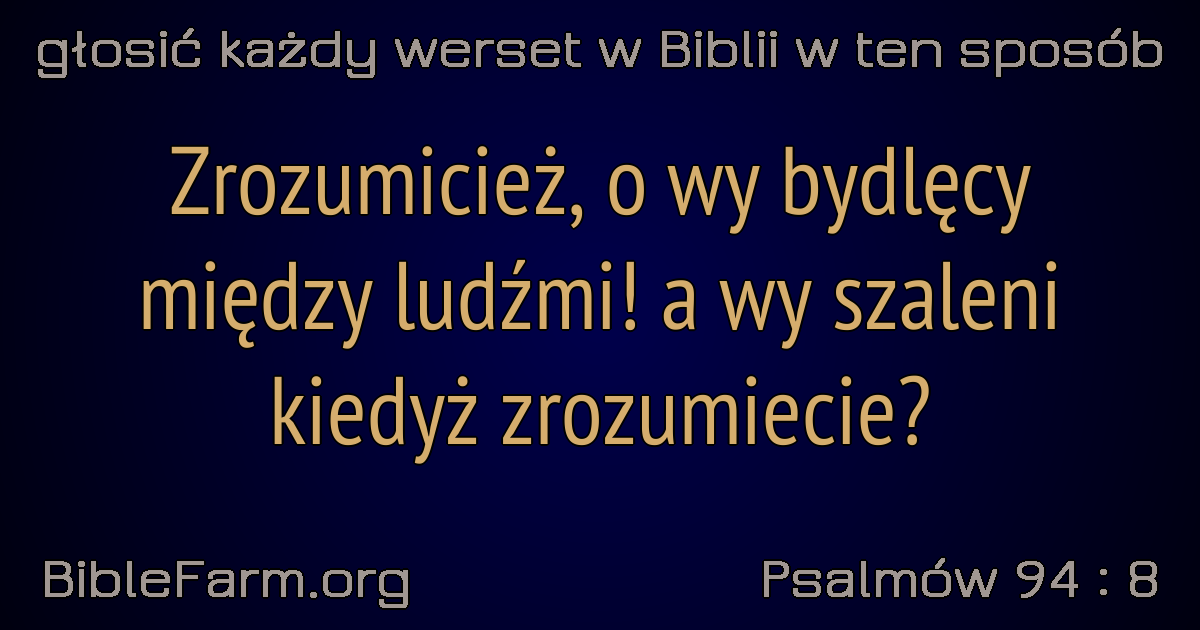 głosić każdy werset w Biblii w ten sposób
Zrozumicież, o wy bydlęcy
między ludźmi! a wy szaleni
kiedyż zrozumiecie?
BibleFarm.org
Psalmów 94 : 8